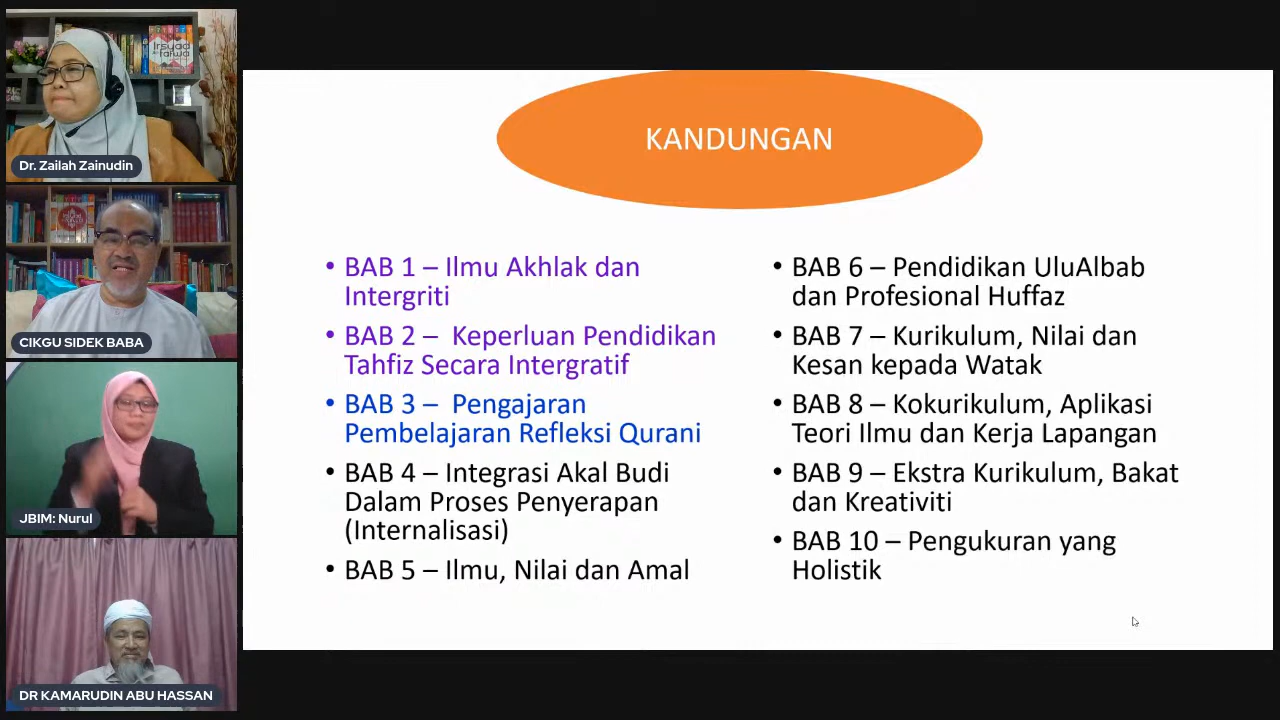 Irsyad
Fatwa
Dr. Zailah Zainudin
CIKGU SIDEK BABA
JBIM: Nurul
DR KAMARUDIN ABU HASSAN
KANDUNGAN
• BAB 1 – Ilmu Akhlak dan
Intergriti
• BAB 2 – Keperluan Pendidikan
Tahfiz Secara Intergratif
• BAB 3 – Pengajaran
Pembelajaran Refleksi Qurani
• BAB 4 – Integrasi Akal Budi
Dalam Proses Penyerapan
(Internalisasi)
• BAB 5 – Ilmu, Nilai dan Amal
• BAB 6 – Pendidikan UluAlbab
dan Profesional Huffaz
• BAB 7 – Kurikulum, Nilai dan
Kesan kepada Watak
• BAB 8 – Kokurikulum, Aplikasi
Teori Ilmu dan Kerja Lapangan
• BAB 9 – Ekstra Kurikulum, Bakat
dan Kreativiti
• BAB 10 – Pengukuran yang
Holistik